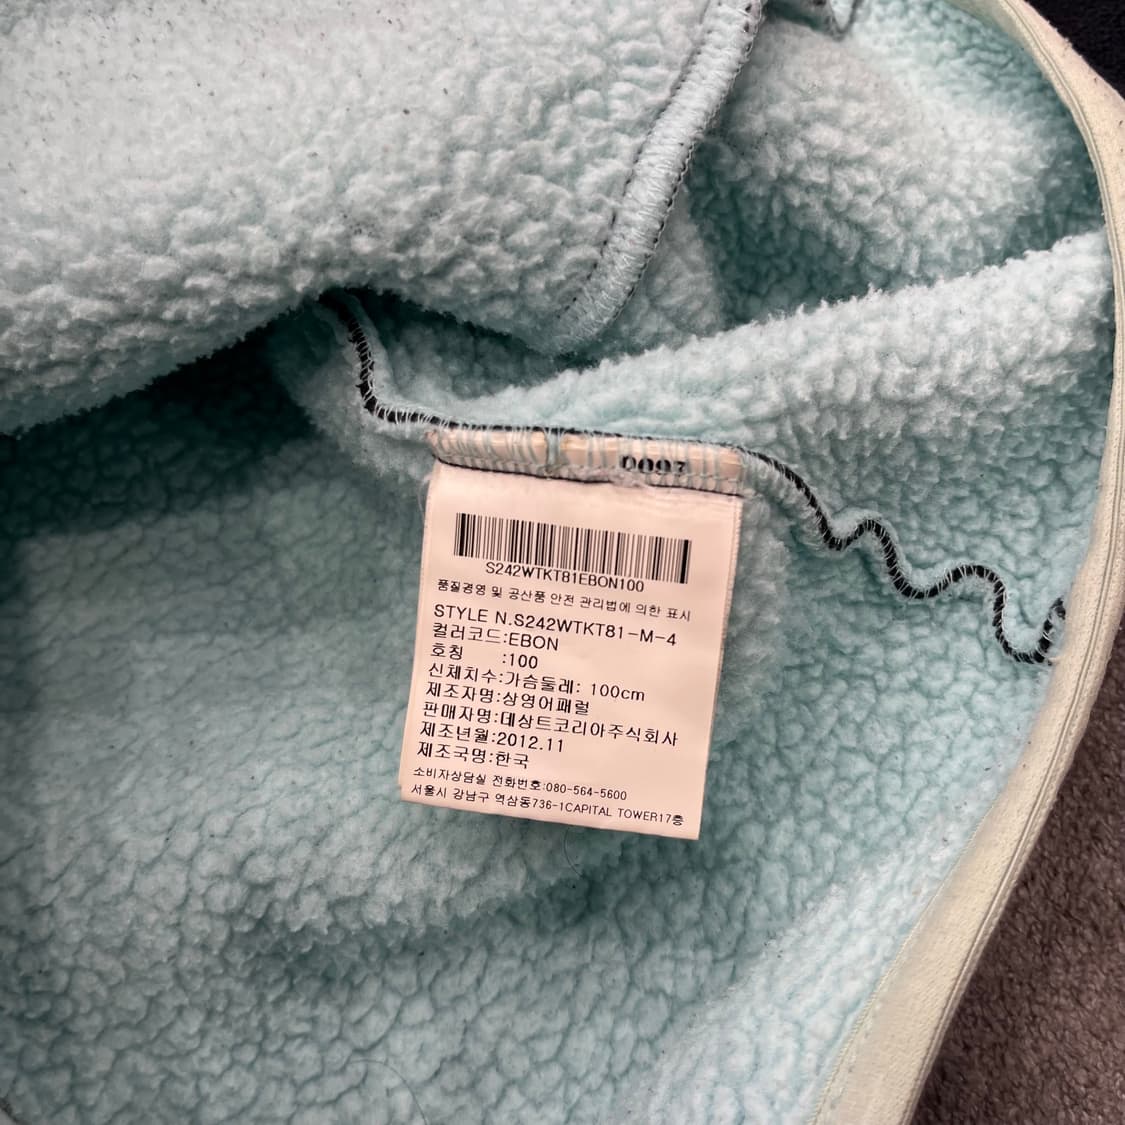 0097
S242WTKT81EBON100
품질경영 및 공산품 안전 관리법에 의한 표시
STYLE N.S242WTKT81-M-4
컬러코드:EBON
호칭 :100
신체치수:가슴둘레: 100cm
제조자명:상영어패럴
판매자명:데상트코리아주식회사
제조년월:2012.11
제조국명:한국
소비자상담실 전화번호:080-564-5600
서울시 강남구 역삼동736-1CAPITAL TOWER17층